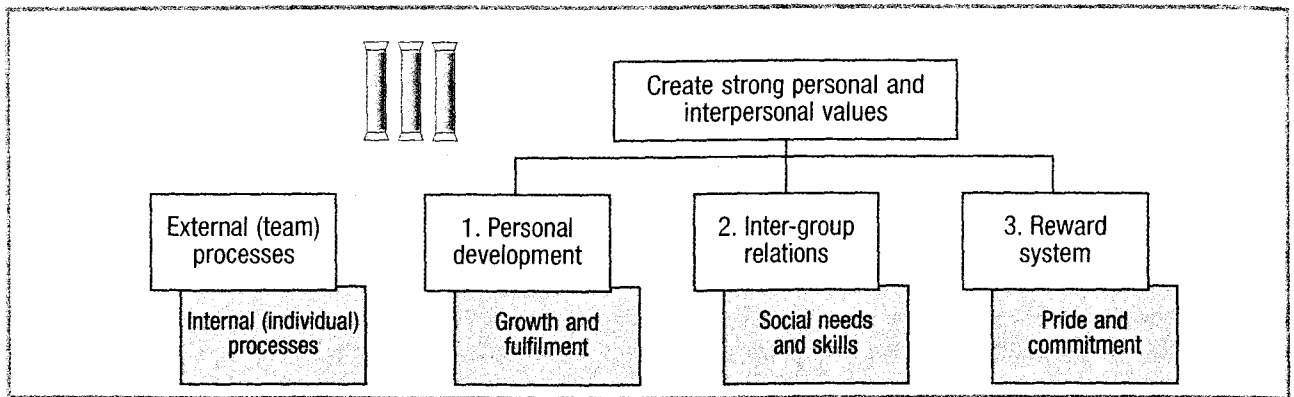 Create strong personal and
interpersonal values
External (team)
processes
Internal (individual)
processes
1. Personal
development
Growth and
fulfilment
2. Inter-group
relations
Social needs
and skills
3. Reward
system
Pride and
commitment